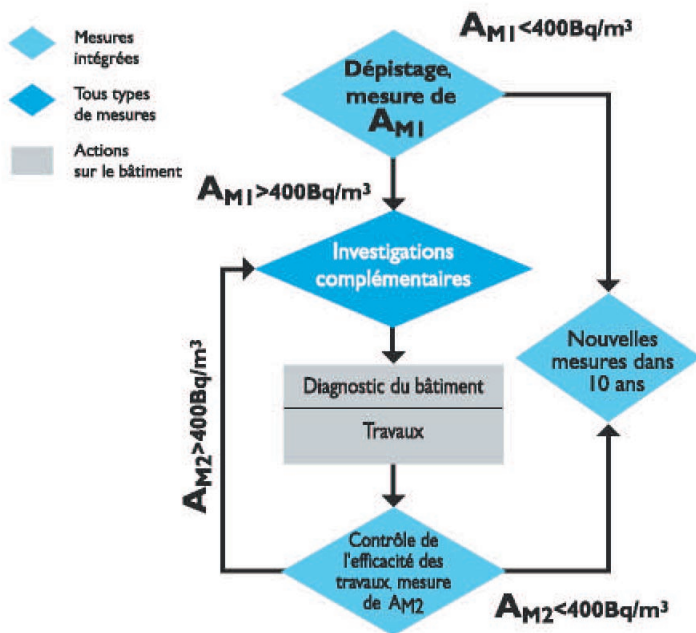 Mesures
intégrées
Tous types
de mesures
Actions
sur le bâtiment
AM1<400Bq/m³
Dépistage,
mesure de
AM1
AM1>400Bq/m³
Investigations
complémentaires
Nouvelles
mesures dans
10 ans
Diagnostic du bâtiment
Travaux
AM2>400Bq/m³
Contrôle de
l'efficacité des
travaux, mesure
de AM2
AM2<400Bq/m³